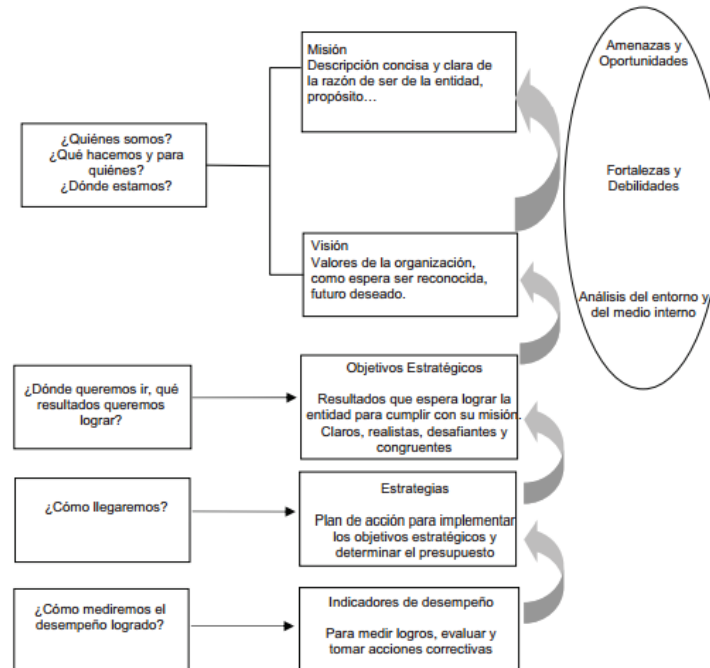 Misión
Descripción concisa y clara de
la razón de ser de la entidad,
propósito…
Amenazas y
Oportunidades
¿Quiénes somos?
¿Qué hacemos y para
quiénes?
¿Dónde estamos?
Fortalezas y
Debilidades
Visión
Valores de la organización,
como espera ser reconocida,
futuro deseado.
Análisis del entorno y
del medio interno
¿Dónde queremos ir, qué
resultados queremos
lograr?
Objetivos Estratégicos
Resultados que espera lograr la
entidad para cumplir con su misión.
Claros, realistas, desafiantes y
congruentes
¿Cómo llegaremos?
Estrategias
Plan de acción para implementar
los objetivos estratégicos y
determinar el presupuesto
¿Cómo mediremos el
desempeño logrado?
Indicadores de desempeño
Para medir logros, evaluar y
tomar acciones correctivas